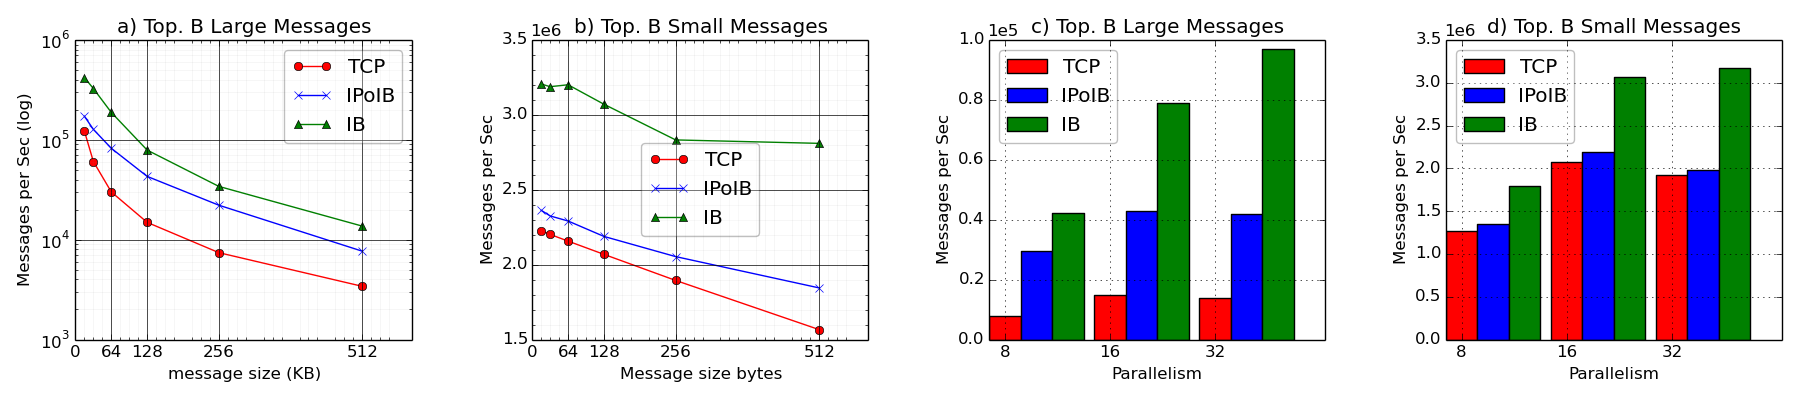 a) Top. B Large Messages
10^6
10^5
10^4
10^3
Messages per Sec (log)
TCP
IPoIB
IB
0 64 128 256 512
message size (KB)
b) Top. B Small Messages
1e6
3.5
3.0
2.5
2.0
1.5
Messages per Sec
TCP
IPoIB
IB
0 64 128 256 512
Message size bytes
c) Top. B Large Messages
1e5
1.0
0.8
0.6
0.4
0.2
0.0
Messages per Sec
TCP
IPoIB
IB
8 16 32
Parallelism
d) Top. B Small Messages
1e6
3.5
3.0
2.5
2.0
1.5
1.0
0.5
0.0
Messages per Sec
TCP
IPoIB
IB
8 16 32
Parallelism